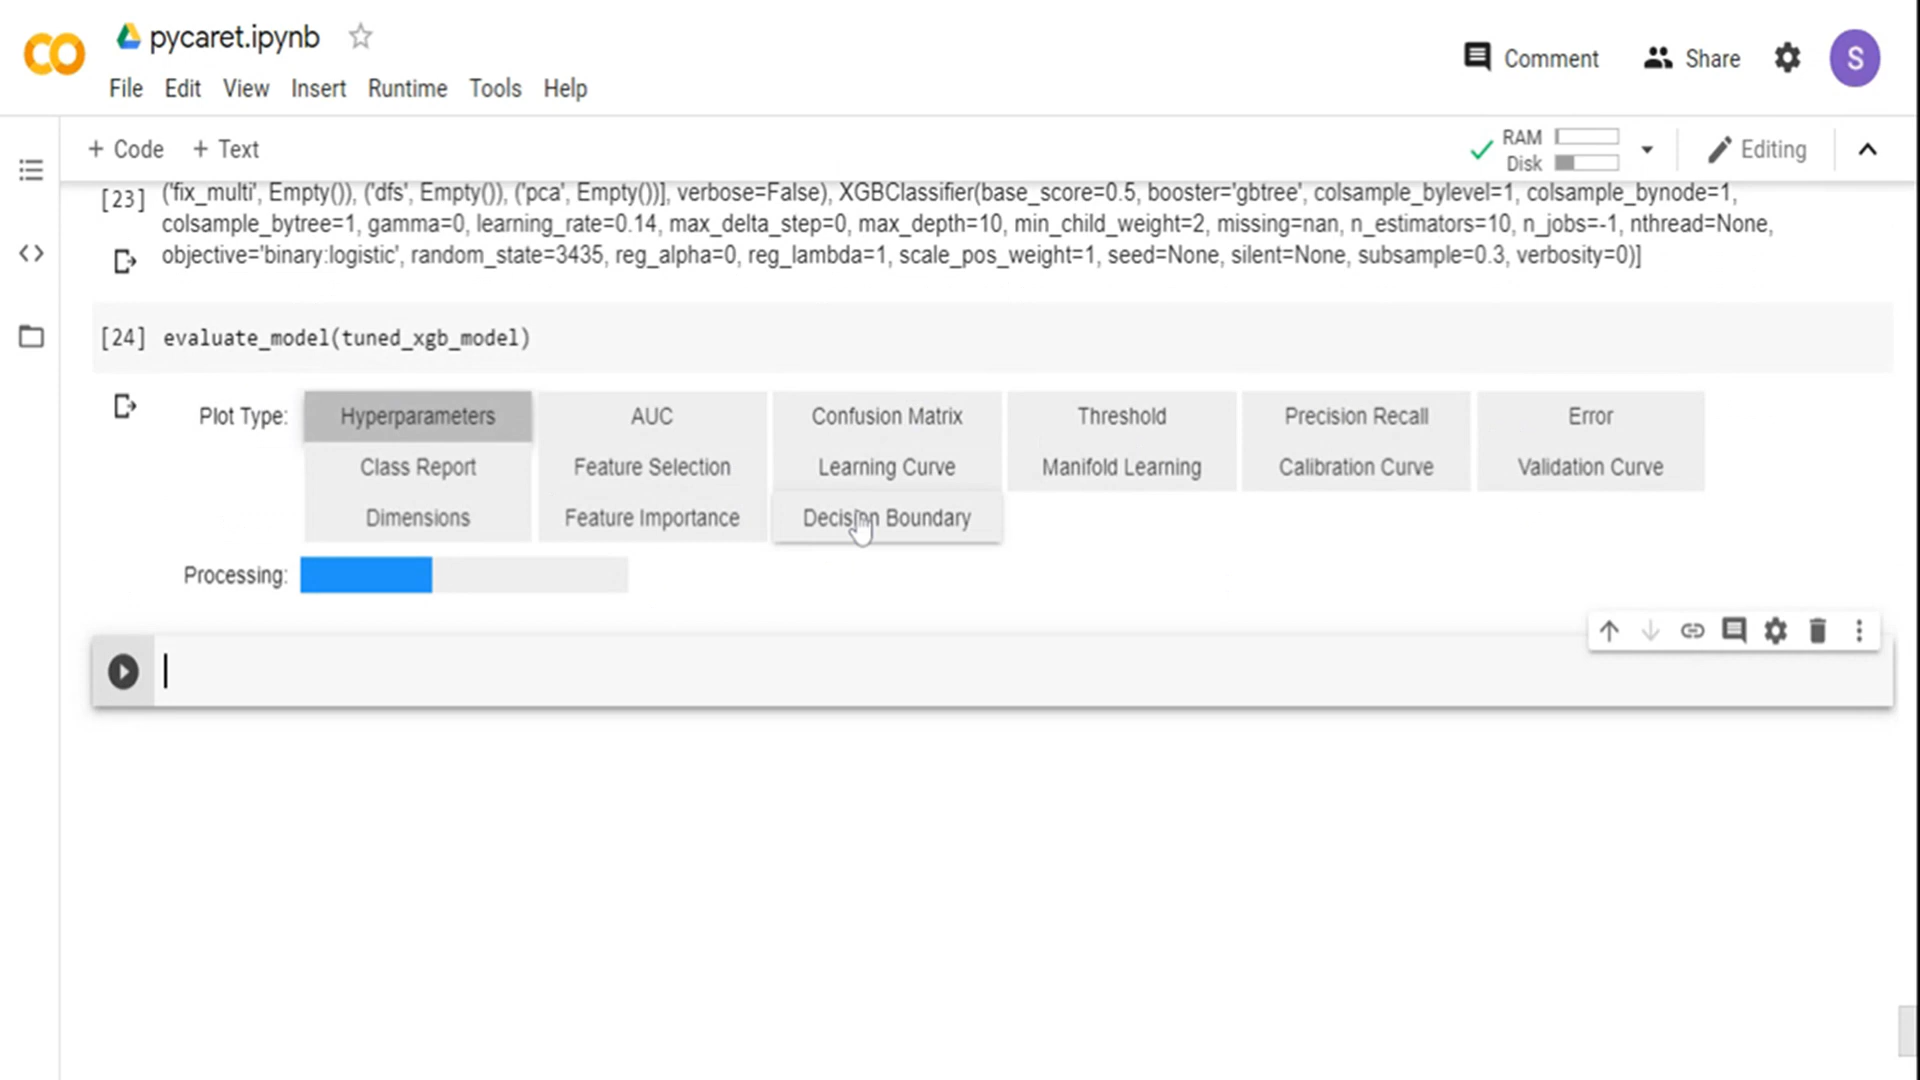 pycaret.ipynb
Comment Share S
File Edit View Insert Runtime Tools Help
+ Code + Text
RAM
Disk
Editing
[23] ('fix_multi', Empty()), ('dfs', Empty()), ('pca', Empty())], verbose=False), XGBClassifier(base_score=0.5, booster='gbtree', colsample_bylevel=1, colsample_bynode=1,
colsample_bytree=1, gamma=0, learning_rate=0.14, max_delta_step=0, max_depth=10, min_child_weight=2, missing=nan, n_estimators=10, n_jobs=-1, nthread=None,
objective='binary:logistic', random_state=3435, reg_alpha=0, reg_lambda=1, scale_pos_weight=1, seed=None, silent=None, subsample=0.3, verbosity=0)]
[24] evaluate_model(tuned_xgb_model)
Plot Type: Hyperparameters AUC Confusion Matrix Threshold Precision Recall Error
Class Report Feature Selection Learning Curve Manifold Learning Calibration Curve Validation Curve
Dimensions Feature Importance Decision Boundary
Processing: